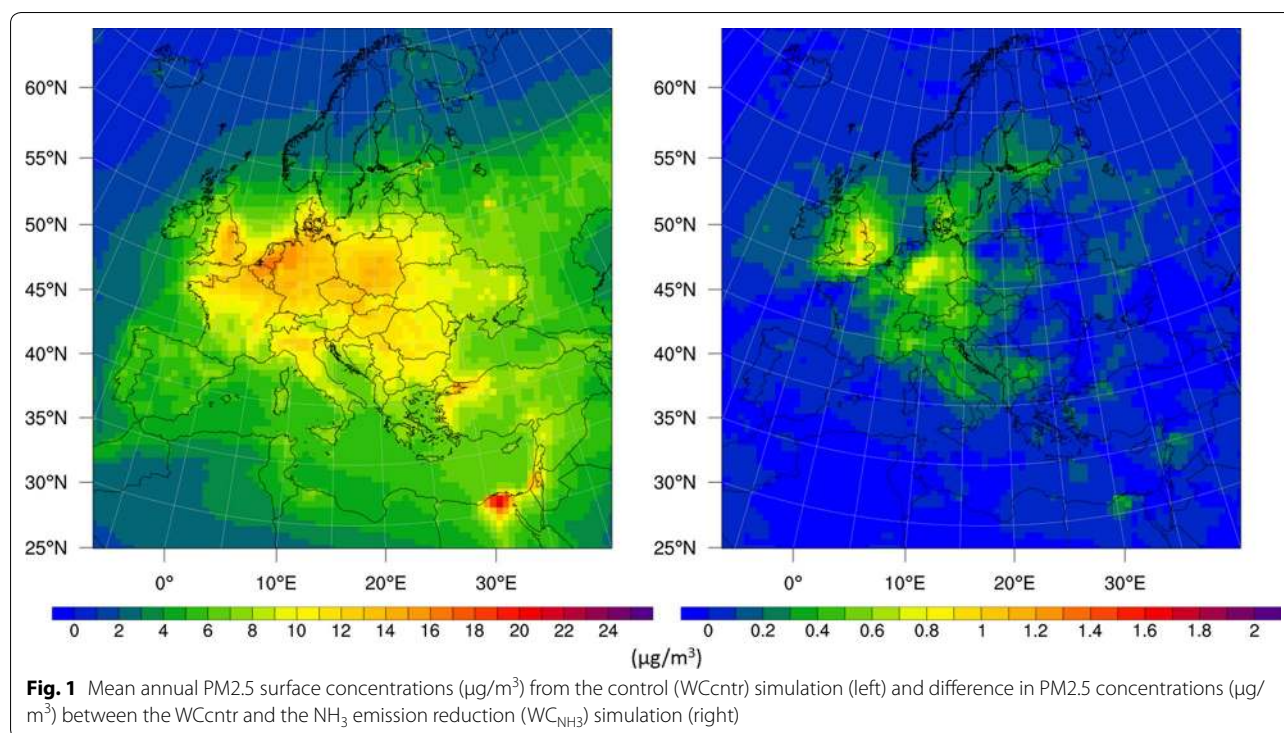 60°N
55°N
50°N
45°N
40°N
35°N
30°N
25°N
0° 10°E 20°E 30°E
0 2 4 6 8 10 12 14 16 18 20 22 24
60°N
55°N
50°N
45°N
40°N
35°N
30°N
25°N
0° 10°E 20°E 30°E
0 0.2 0.4 0.6 0.8 1 1.2 1.4 1.6 1.8 2
(µg/m³)
Fig. 1 Mean annual PM2.5 surface concentrations (µg/m³) from the control (WCcntr) simulation (left) and difference in PM2.5 concentrations (µg/
m³) between the WCcntr and the NH₃ emission reduction (WC_NH3) simulation (right)